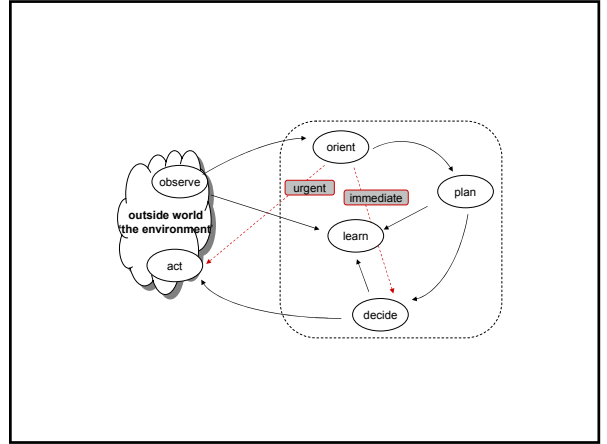 orient
observe
urgent
immediate
plan
outside world
'the environment'
learn
act
decide